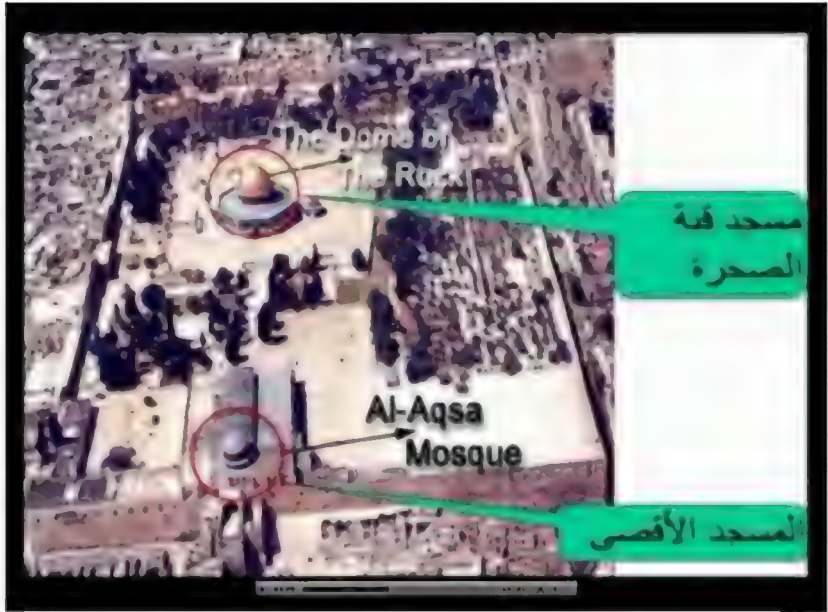 The Dome of
The Rock
مسجد قبة
الصخرة
Al-Aqsa
Mosque
المسجد الأقصى